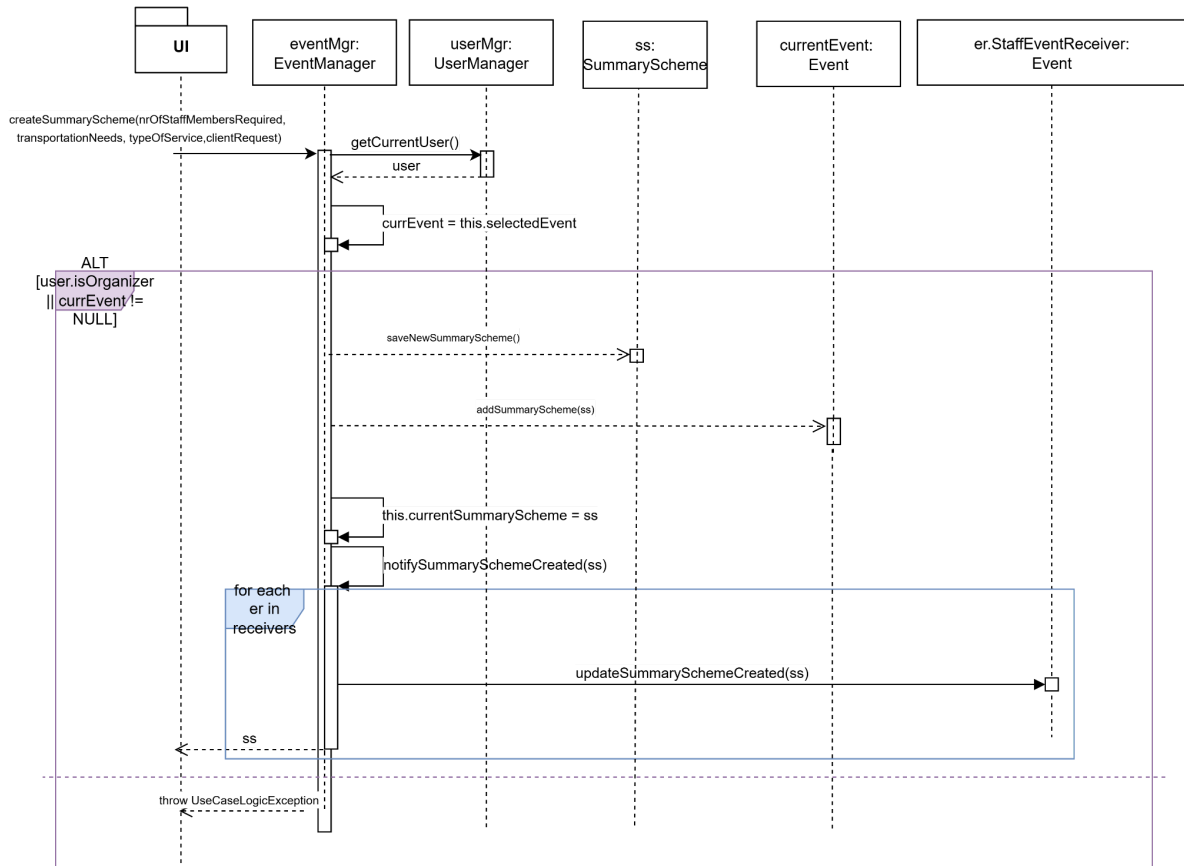 UI
eventMgr:
EventManager
userMgr:
UserManager
ss:
SummaryScheme
currentEvent:
Event
er.StaffEventReceiver:
Event
createSummaryScheme(nrOfStaffMembersRequired,
transportationNeeds, typeOfService,clientRequest)
getCurrentUser()
user
currEvent = this.selectedEvent
ALT
[user.isOrganizer
|| currEvent !=
NULL]
saveNewSummaryScheme()
addSummaryScheme(ss)
this.currentSummaryScheme = ss
notifySummarySchemeCreated(ss)
for each
er in
receivers
updateSummarySchemeCreated(ss)
ss
throw UseCaseLogicException